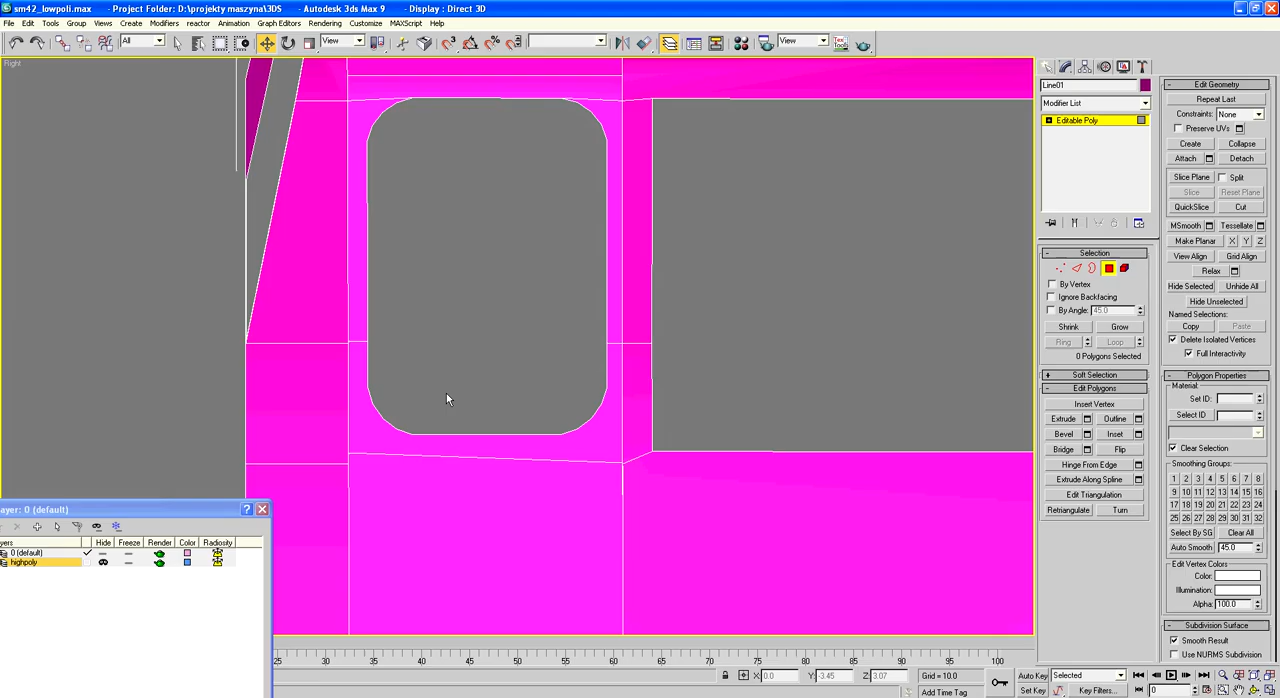 sm42_lowpoli.max - Project Folder: D:\projekty maszyna\3DS - Autodesk 3ds Max 9 - Display : Direct 3D
File Edit Tools Group Views Create Modifiers reactor Animation Graph Editors Rendering Customize MAXScript Help
All View View
Right
Line01
Modifier List
Editable Poly
Selection
By Vertex
Ignore Backfacing
By Angle: 45.0
Shrink Grow
Ring Loop
0 Polygons Selected
Soft Selection
Edit Polygons
Insert Vertex
Extrude Outline
Bevel Inset
Bridge Flip
Hinge From Edge
Extrude Along Spline
Edit Triangulation
Retriangulate Turn
Edit Geometry
Repeat Last
Constraints: None
Preserve UVs
Create Collapse
Attach Detach
Slice Plane Split
Slice Reset Plane
QuickSlice Cut
MSmooth Tessellate
Make Planar X Y Z
View Align Grid Align
Relax
Hide Selected Unhide All
Hide Unselected
Named Selections:
Copy Paste
Delete Isolated Vertices
Full Interactivity
Polygon Properties
Material:
Set ID:
Select ID
Clear Selection
Smoothing Groups:
1 2 3 4 5 6 7 8
9 10 11 12 13 14 15 16
17 18 19 20 21 22 23 24
25 26 27 28 29 30 31 32
Select By SG Clear All
Auto Smooth 45.0
Edit Vertex Colors
Color:
Illumination:
Alpha: 100.0
Subdivision Surface
Smooth Result
Use NURMS Subdivision
ayer: 0 (default)
yers Hide Freeze Render Color Radiosity
0 (default)
highpoly
25 30 35 40 45 50 55 60 65 70 75 80 85 90 95 100
X: 0.0 Y: -3.45 Z: 3.07 Grid = 10.0 Auto Key Selected
Add Time Tag Set Key Key Filters...